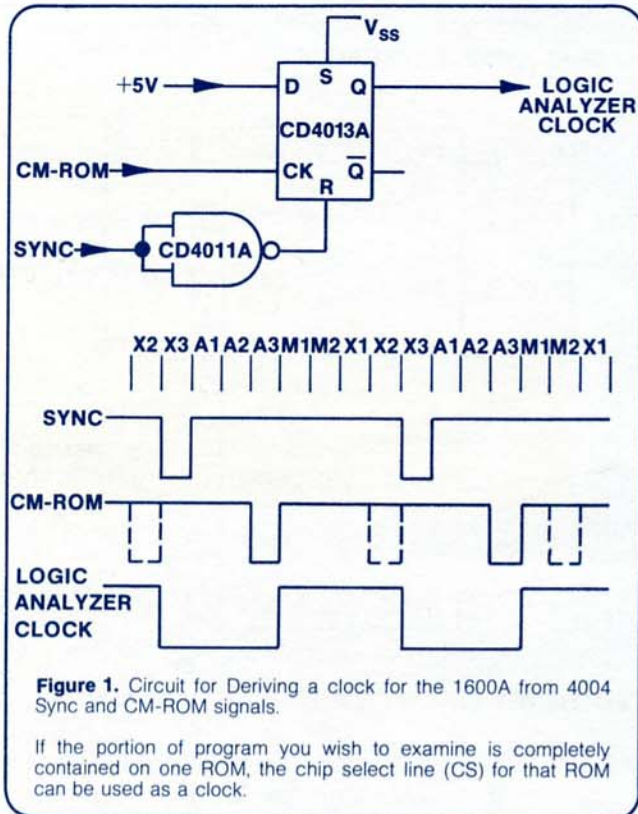 V_SS
+5V
D S Q
LOGIC
ANALYZER
CLOCK
CD4013A
CM-ROM
CK Q̅
R
SYNC
CD4011A
X2 X3 A1 A2 A3 M1 M2 X1 X2 X3 A1 A2 A3 M1 M2 X1
SYNC
CM-ROM
LOGIC
ANALYZER
CLOCK
Figure 1. Circuit for Deriving a clock for the 1600A from 4004
Sync and CM-ROM signals.
If the portion of program you wish to examine is completely
contained on one ROM, the chip select line (CS) for that ROM
can be used as a clock.